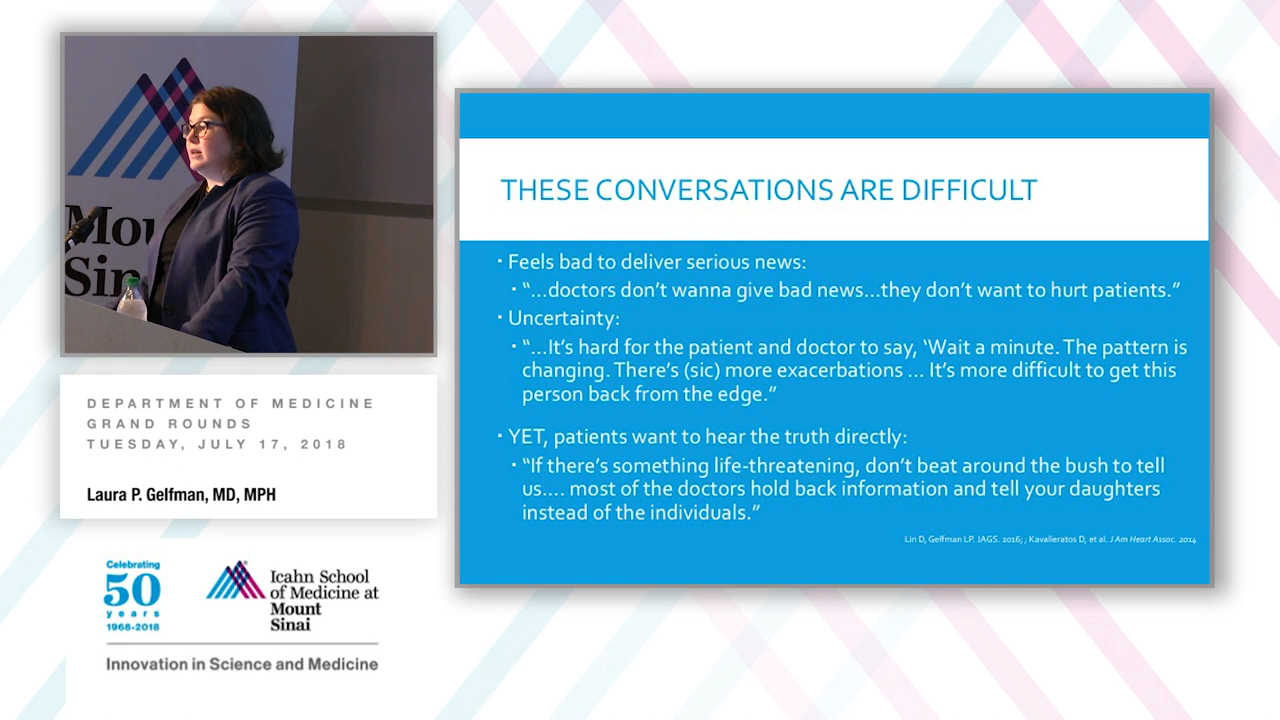 Mou
Sin
DEPARTMENT OF MEDICINE
GRAND ROUNDS
TUESDAY, JULY 17, 2018
Laura P. Gelfman, MD, MPH
Celebrating
50
years
1968-2018
Icahn School
of Medicine at
Mount
Sinai
Innovation in Science and Medicine
THESE CONVERSATIONS ARE DIFFICULT
▪ Feels bad to deliver serious news:
▪ “…doctors don’t wanna give bad news…they don’t want to hurt patients.”
▪ Uncertainty:
▪ “…It’s hard for the patient and doctor to say, ‘Wait a minute. The pattern is
changing. There’s (sic) more exacerbations … It’s more difficult to get this
person back from the edge.”
▪ YET, patients want to hear the truth directly:
▪ “If there’s something life-threatening, don’t beat around the bush to tell
us…. most of the doctors hold back information and tell your daughters
instead of the individuals.”
Lin D, Gelfman LP. JAGS. 2016; ; Kavalieratos D, et al. J Am Heart Assoc. 2014